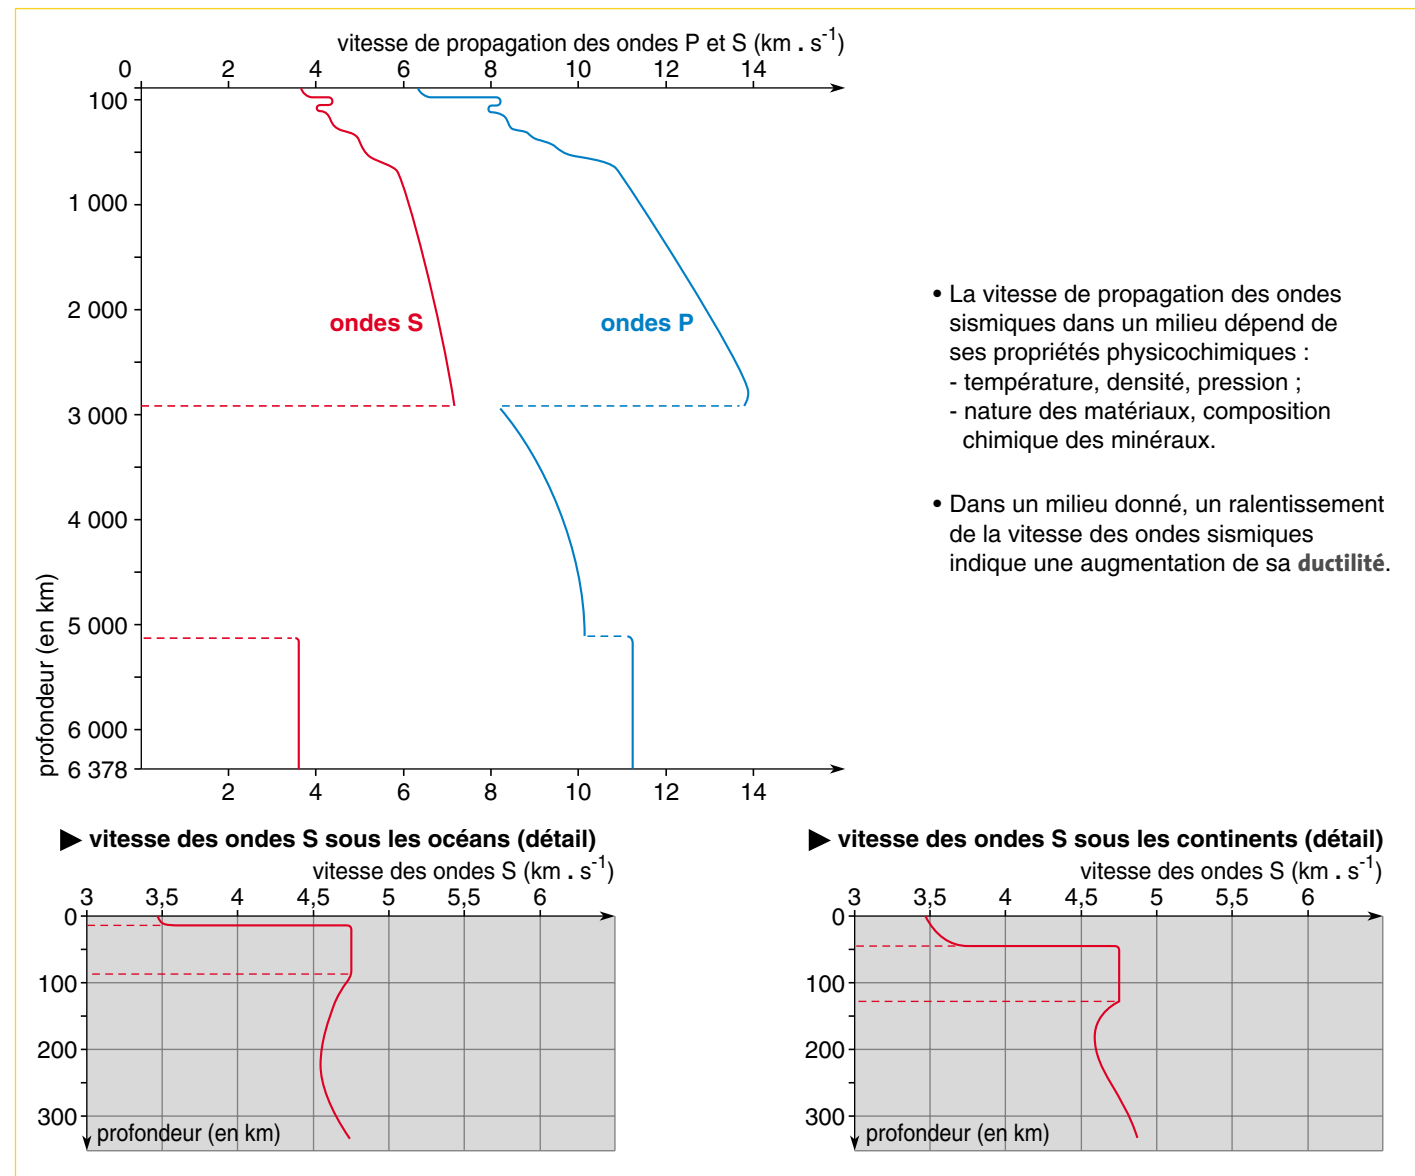 vitesse de propagation des ondes P et S (km . s-1)
0 2 4 6 8 10 12 14
100
1 000
2 000
3 000
4 000
5 000
6 000
6 378
profondeur (en km)
ondes S
ondes P
2 4 6 8 10 12 14
• La vitesse de propagation des ondes
sismiques dans un milieu dépend de
ses propriétés physicochimiques :
- température, densité, pression ;
- nature des matériaux, composition
chimique des minéraux.
• Dans un milieu donné, un ralentissement
de la vitesse des ondes sismiques
indique une augmentation de sa ductilité.
▶ vitesse des ondes S sous les océans (détail)
vitesse des ondes S (km . s-1)
3 3,5 4 4,5 5 5,5 6
0
100
200
300
profondeur (en km)
▶ vitesse des ondes S sous les continents (détail)
vitesse des ondes S (km . s-1)
3 3,5 4 4,5 5 5,5 6
0
100
200
300
profondeur (en km)